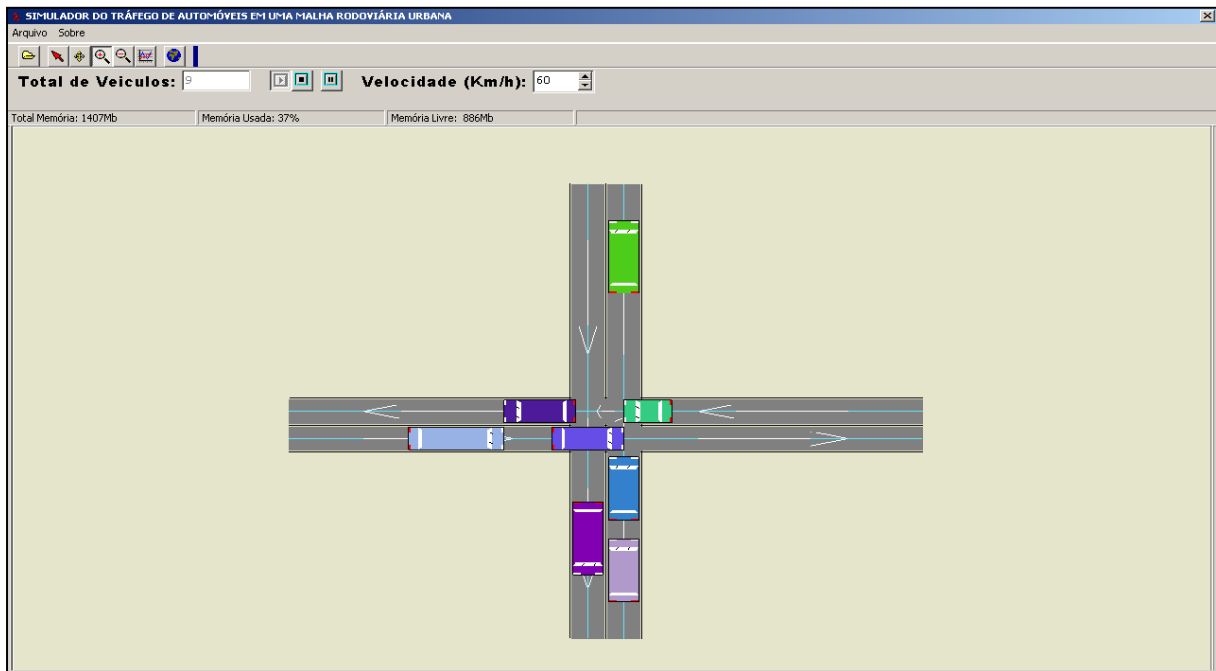 SIMULADOR DO TRÁFEGO DE AUTOMÓVEIS EM UMA MALHA RODOVIÁRIA URBANA
Arquivo Sobre
Total de Veiculos: 9 Velocidade (Km/h): 60
Total Memória: 1407Mb Memória Usada: 37% Memória Livre: 886Mb